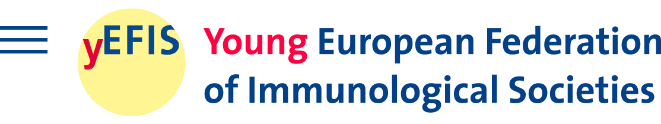 yEFIS
Young European Federation
of Immunological Societies